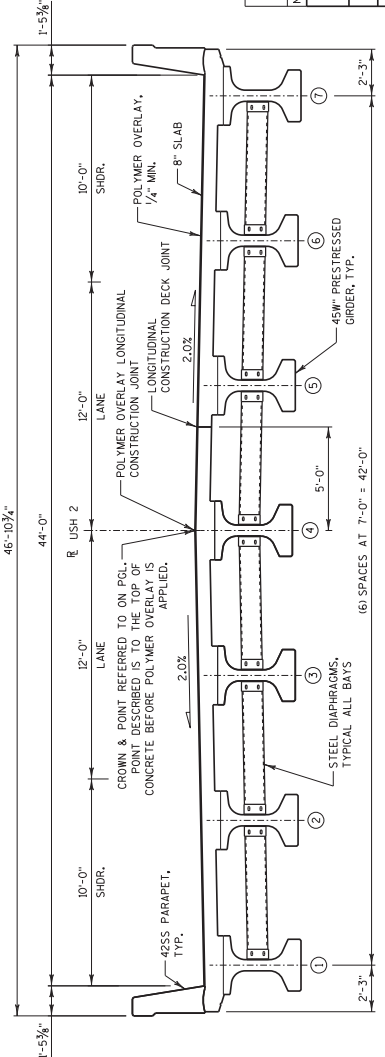 46'-10¾"
1'-5⅜"
44'-0"
1'-5⅜"
10'-0"
SHDR.
12'-0"
LANE
12'-0"
LANE
10'-0"
SHDR.
R USH 2
42SS PARAPET,
TYP.
CROWN & POINT REFERRED TO ON PGL.
POINT DESCRIBED IS TO THE TOP OF
CONCRETE BEFORE POLYMER OVERLAY IS
APPLIED.
POLYMER OVERLAY LONGITUDINAL
CONSTRUCTION JOINT
LONGITUDINAL
CONSTRUCTION DECK JOINT
POLYMER OVERLAY,
¼" MIN.
8" SLAB
2.0%
2.0%
STEEL DIAPHRAGMS,
TYPICAL ALL BAYS
5'-0"
45W" PRESTRESSED
GIRDER, TYP.
1
2
3
4
5
6
7
2'-3"
(6) SPACES AT 7'-0" = 42'-0"
2'-3"